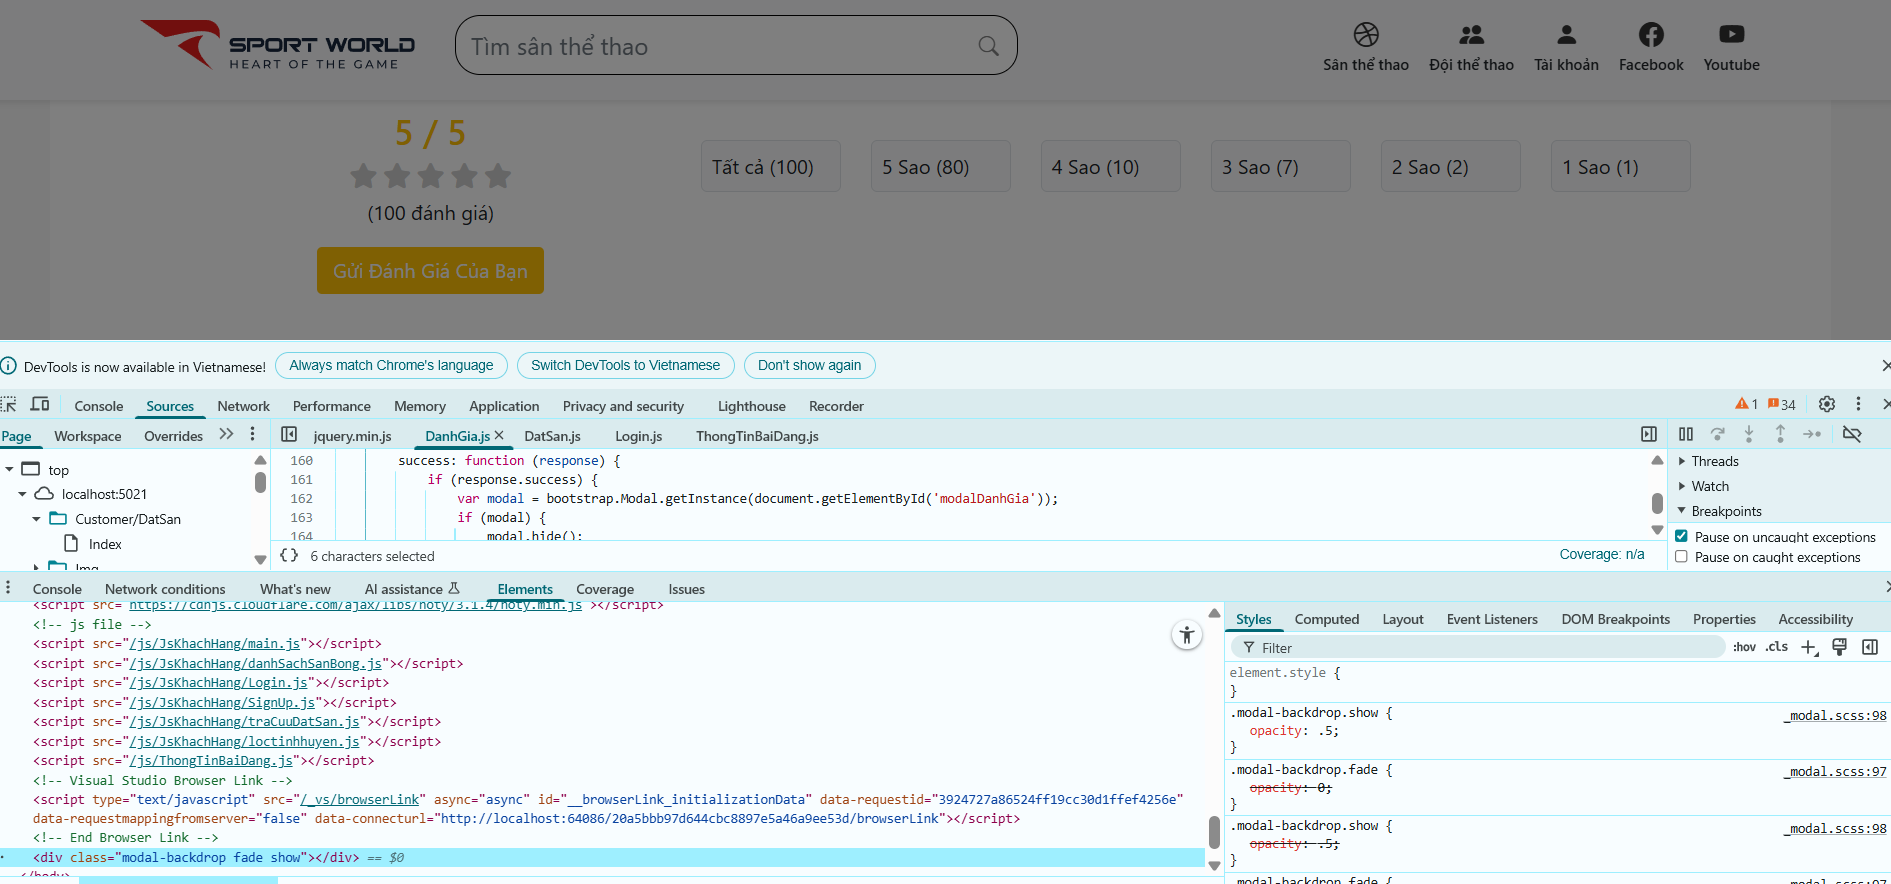 SPORT WORLD
HEART OF THE GAME
Tìm sân thể thao
Sân thể thao
Đội thể thao
Tài khoản
Facebook
Youtube
5 / 5
(100 đánh giá)
Gửi Đánh Giá Của Bạn
Tất cả (100)
5 Sao (80)
4 Sao (10)
3 Sao (7)
2 Sao (2)
1 Sao (1)
DevTools is now available in Vietnamese!
Always match Chrome's language
Switch DevTools to Vietnamese
Don't show again
Console
Sources
Network
Performance
Memory
Application
Privacy and security
Lighthouse
Recorder
1
34
Page
Workspace
Overrides
jquery.min.js
DanhGia.js
DatSan.js
Login.js
ThongTinBaiDang.js
top
localhost:5021
Customer/DatSan
Index
Img
160 success: function (response) {
161 if (response.success) {
162 var modal = bootstrap.Modal.getInstance(document.getElementById('modalDanhGia'));
163 if (modal) {
164 modal.hide();
{ } 6 characters selected
Coverage: n/a
Threads
Watch
Breakpoints
Pause on uncaught exceptions
Pause on caught exceptions
Console
Network conditions
What's new
AI assistance
Elements
Coverage
Issues
<script src="https://cdnjs.cloudflare.com/ajax/libs/noty/3.1.4/noty.min.js"></script>
<!-- js file -->
<script src="/js/JsKhachHang/main.js"></script>
<script src="/js/JsKhachHang/danhSachSanBong.js"></script>
<script src="/js/JsKhachHang/Login.js"></script>
<script src="/js/JsKhachHang/SignUp.js"></script>
<script src="/js/JsKhachHang/traCuuDatSan.js"></script>
<script src="/js/JsKhachHang/loctinhhuyen.js"></script>
<script src="/js/ThongTinBaiDang.js"></script>
<!-- Visual Studio Browser Link -->
<script type="text/javascript" src="/_vs/browserLink" async="async" id="__browserLink_initializationData" data-requestid="3924727a86524ff19cc30d1ffef4256e"
data-requestmappingfromserver="false" data-connecturl="http://localhost:64086/20a5bbb97d644cbc8897e5a46a9ee53d/browserLink"></script>
<!-- End Browser Link -->
<div class="modal-backdrop fade show"></div> == $0
</body>
Styles
Computed
Layout
Event Listeners
DOM Breakpoints
Properties
Accessibility
Filter
:hov
.cls
element.style {
}
.modal-backdrop.show { _modal.scss:98
opacity: .5;
}
.modal-backdrop.fade { _modal.scss:97
opacity: 0;
}
.modal-backdrop.show { _modal.scss:98
opacity: .5;
}
.modal-backdrop.fade { _modal.scss:97